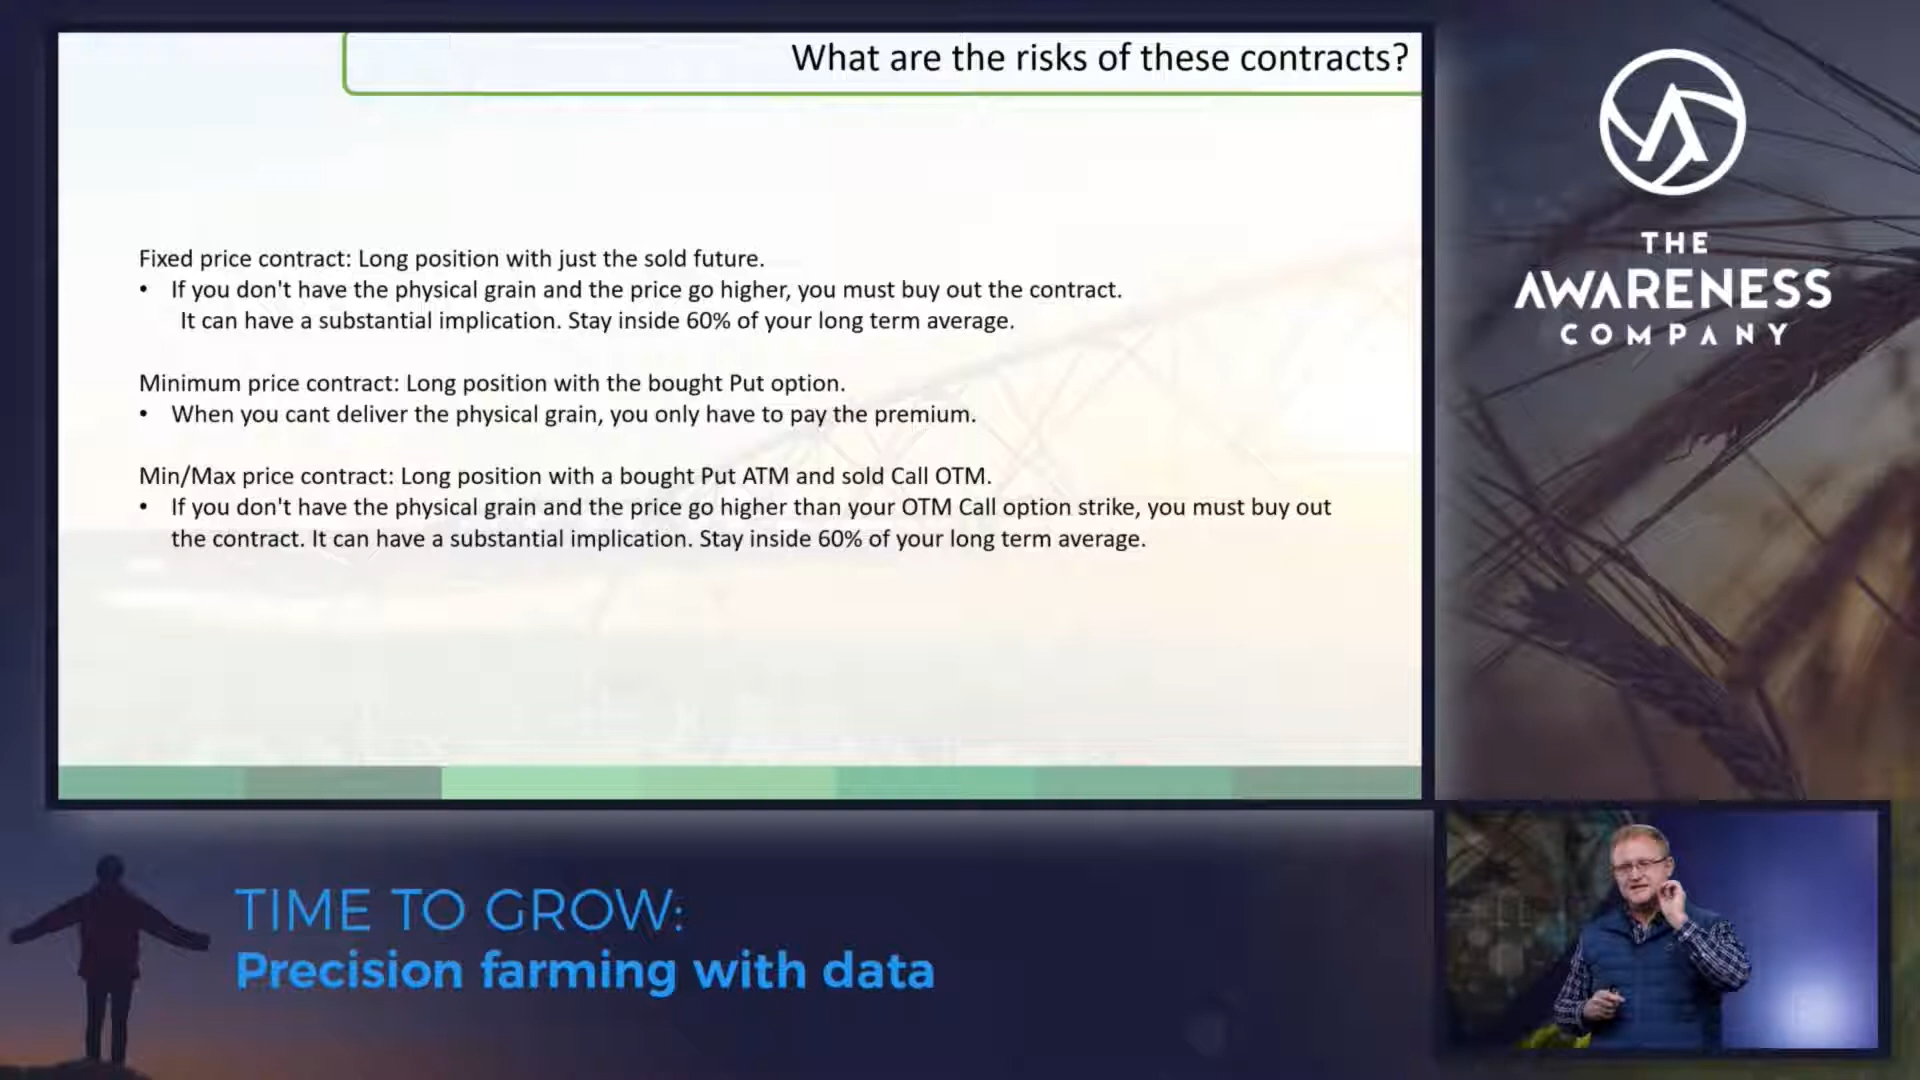 What are the risks of these contracts?
Fixed price contract: Long position with just the sold future.
• If you don't have the physical grain and the price go higher, you must buy out the contract.
It can have a substantial implication. Stay inside 60% of your long term average.
Minimum price contract: Long position with the bought Put option.
• When you cant deliver the physical grain, you only have to pay the premium.
Min/Max price contract: Long position with a bought Put ATM and sold Call OTM.
• If you don't have the physical grain and the price go higher than your OTM Call option strike, you must buy out
the contract. It can have a substantial implication. Stay inside 60% of your long term average.
THE
AWARENESS
COMPANY
TIME TO GROW:
Precision farming with data